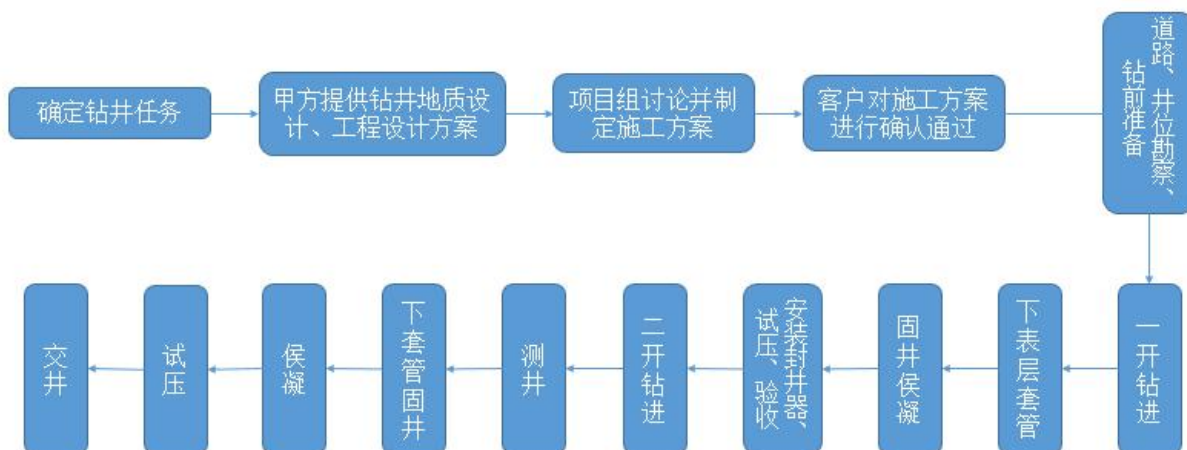 确定钻井任务
甲方提供钻井地质设
计、工程设计方案
项目组讨论并制
定施工方案
客户对施工方案
进行确认通过
道路、井位勘察、
钻前准备
一开钻进
下表层套管
固井侯凝
安装封井器、
试压、验收
二开钻进
测井
下套管固井
侯凝
试压
交井